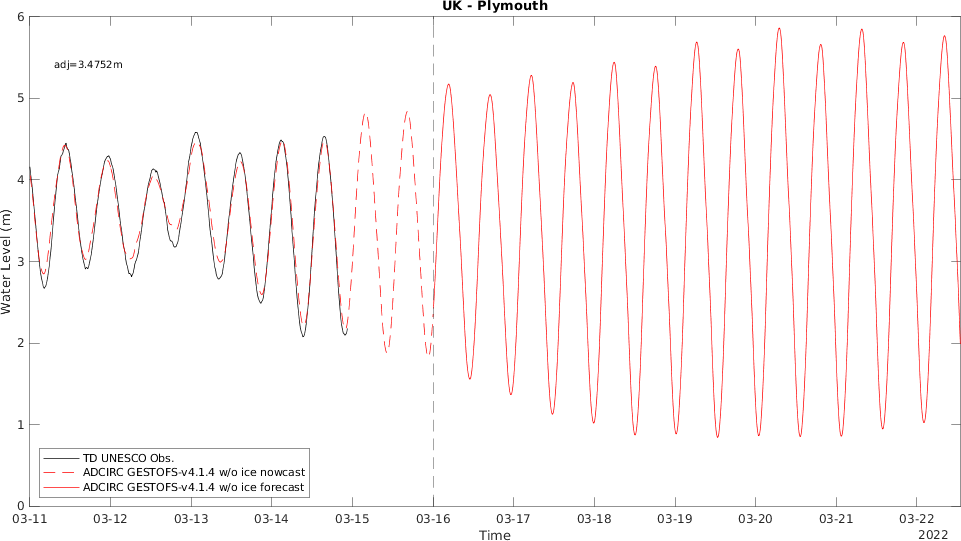 UK - Plymouth
6
adj=3.4752m
5
4
3
2
1
0
Water Level (m)
TD UNESCO Obs.
ADCIRC GESTOFS-v4.1.4 w/o ice nowcast
ADCIRC GESTOFS-v4.1.4 w/o ice forecast
03-11 03-12 03-13 03-14 03-15 03-16 03-17 03-18 03-19 03-20 03-21 03-22
Time
2022